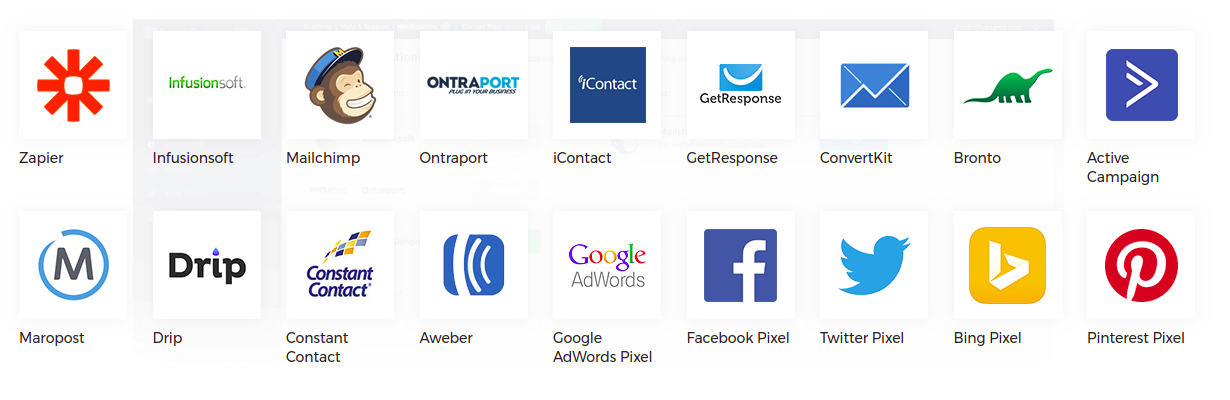 Infusionsoft.
ONTRAPORT
PLUG IN YOUR BUSINESS
iContact
GetResponse
Zapier
Infusionsoft
Mailchimp
Ontraport
iContact
GetResponse
ConvertKit
Bronto
Active
Campaign
M
Drip
Constant
Contact®
Google
AdWords
Maropost
Drip
Constant
Contact
Aweber
Google
AdWords Pixel
Facebook Pixel
Twitter Pixel
Bing Pixel
Pinterest Pixel